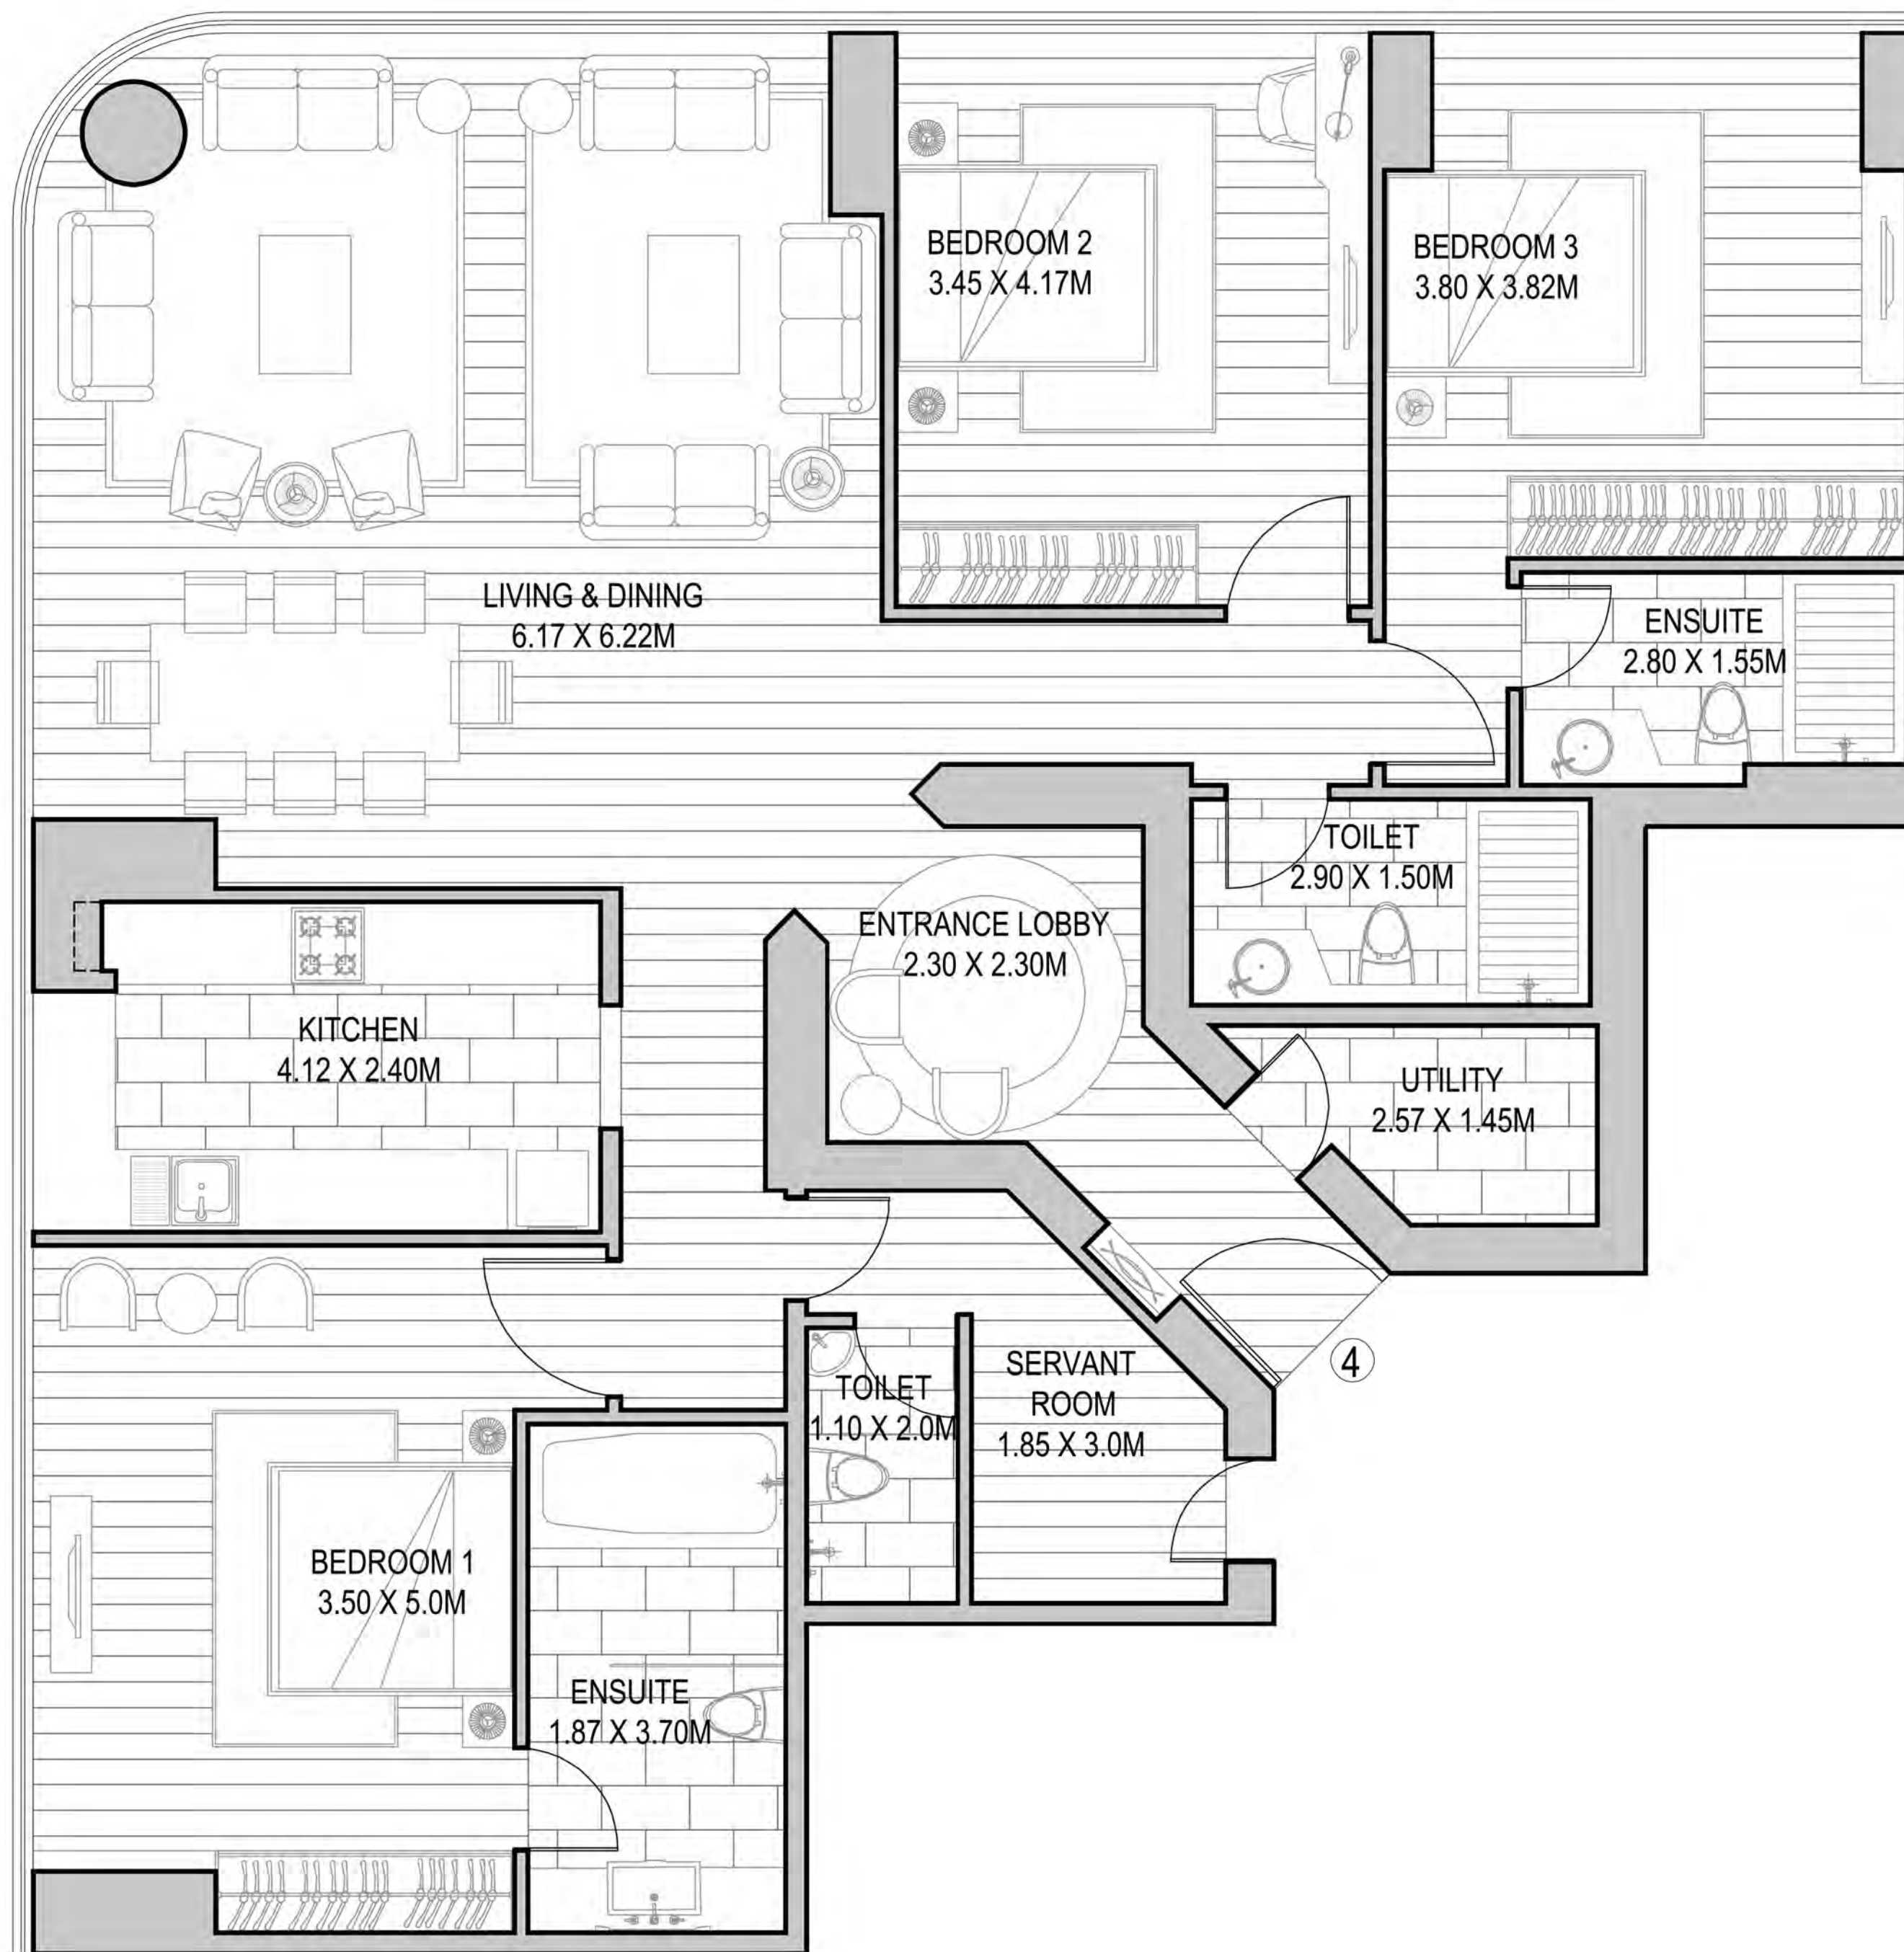 BEDROOM 2
3.45 X 4.17M
BEDROOM 3
3.80 X 3.82M
LIVING & DINING
6.17 X 6.22M
ENSUITE
2.80 X 1.55M
TOILET
2.90 X 1.50M
ENTRANCE LOBBY
2.30 X 2.30M
KITCHEN
4.12 X 2.40M
UTILITY
2.57 X 1.45M
4
SERVANT
ROOM
1.85 X 3.0M
TOILET
1.10 X 2.0M
BEDROOM 1
3.50 X 5.0M
ENSUITE
1.87 X 3.70M